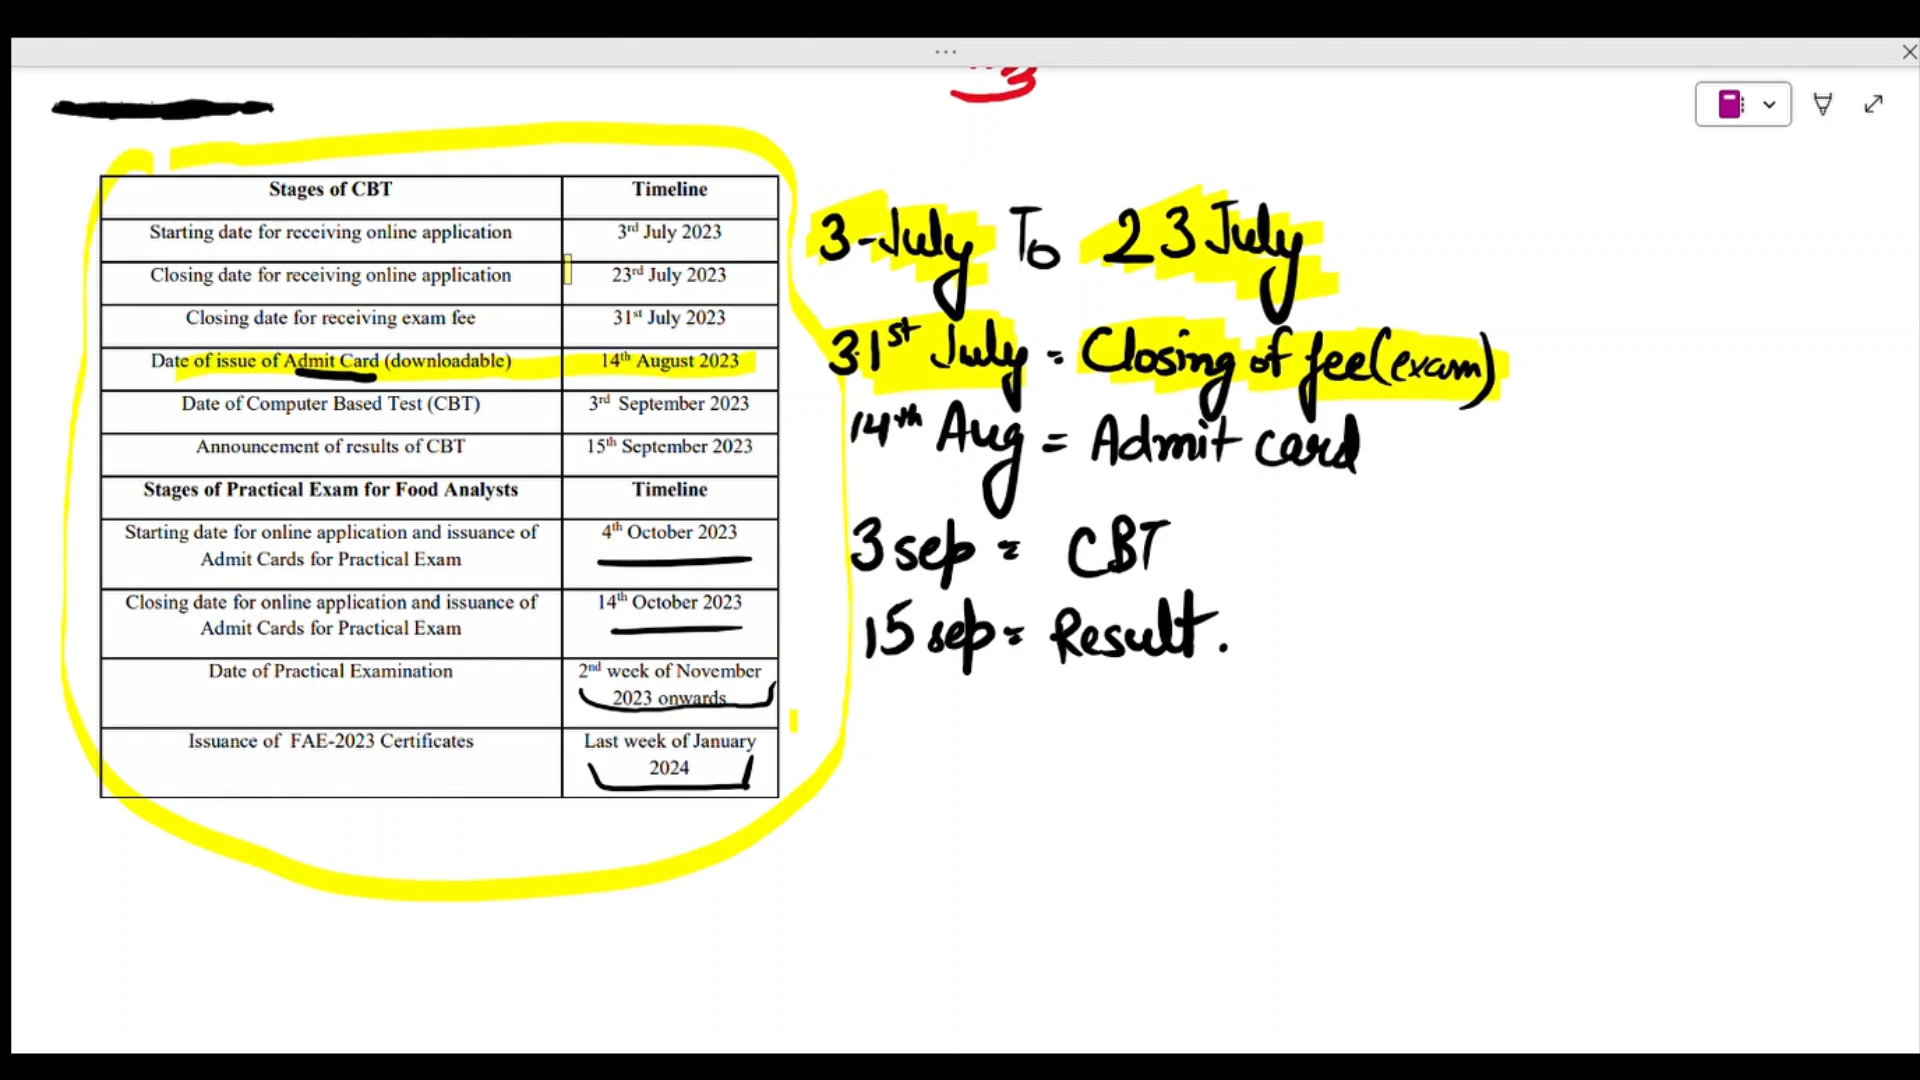 Stages of CBT Timeline
Starting date for receiving online application 3rd July 2023
Closing date for receiving online application 23rd July 2023
Closing date for receiving exam fee 31st July 2023
Date of issue of Admit Card (downloadable) 14th August 2023
Date of Computer Based Test (CBT) 3rd September 2023
Announcement of results of CBT 15th September 2023
Stages of Practical Exam for Food Analysts Timeline
Starting date for online application and issuance of 4th October 2023
Admit Cards for Practical Exam
Closing date for online application and issuance of 14th October 2023
Admit Cards for Practical Exam
Date of Practical Examination 2nd week of November
2023 onwards
Issuance of FAE-2023 Certificates Last week of January
2024
3-July To 23 July
31st July = Closing of fee (exam)
14th Aug = Admit card
3 sep = CBT
15 sep = Result.